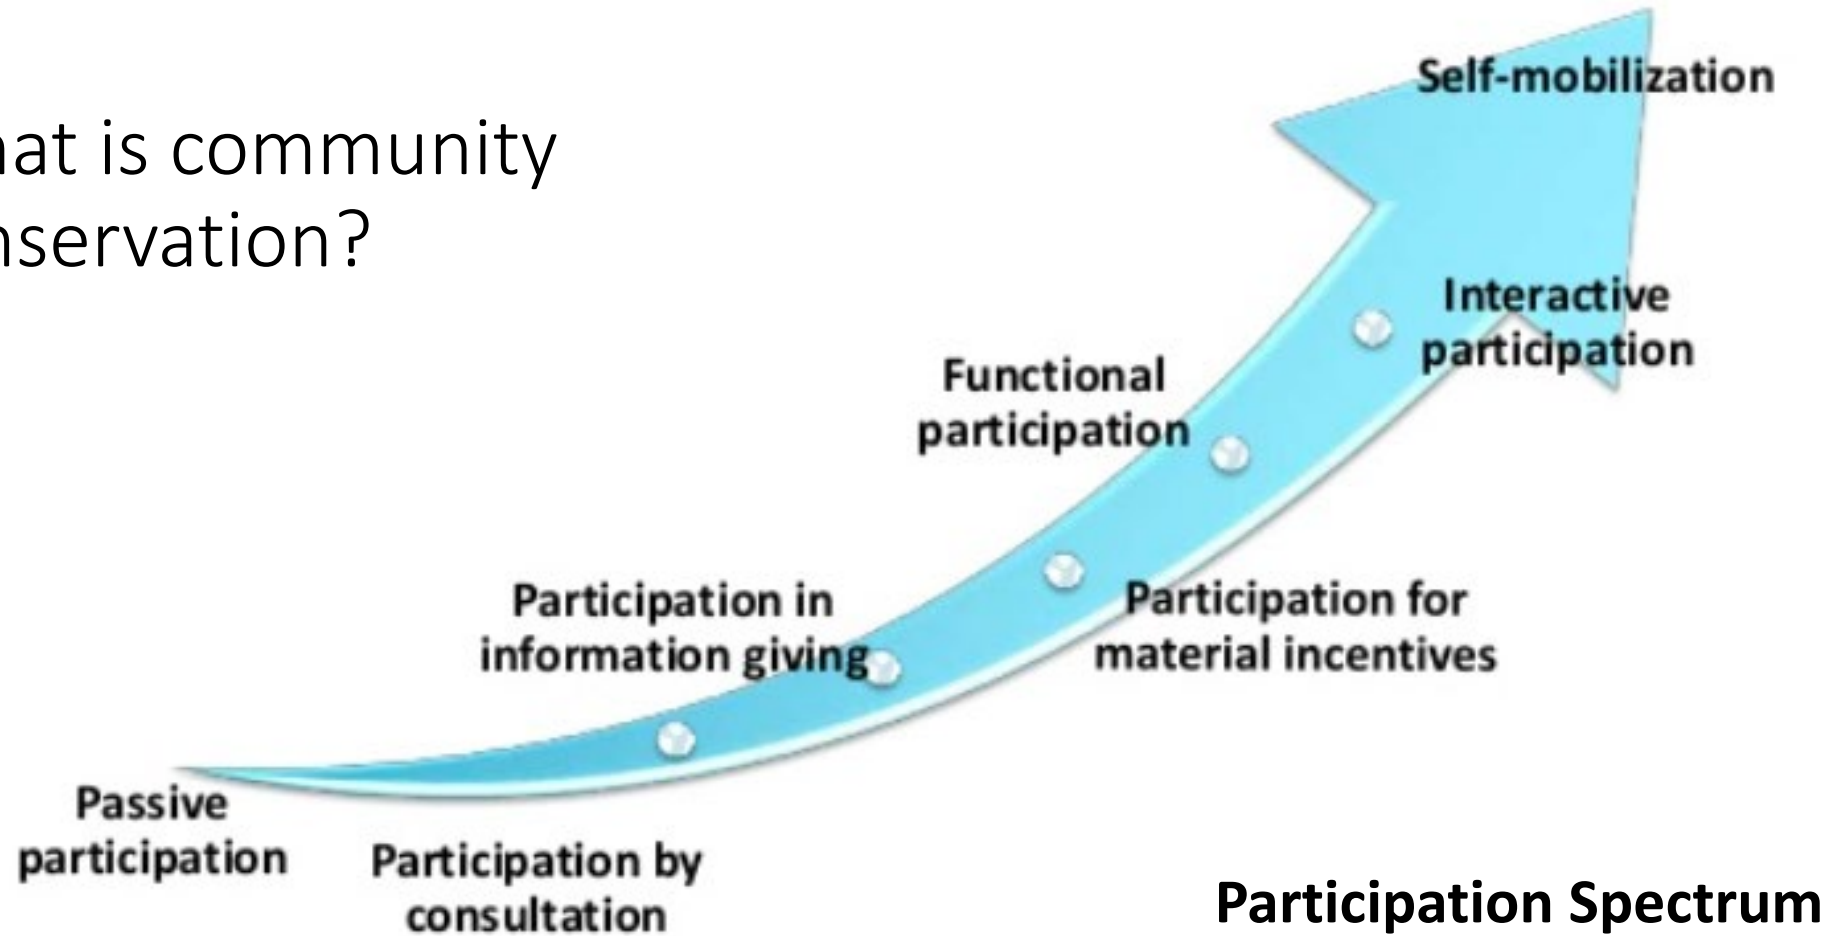 hat is community
nservation?
Self-mobilization
Interactive
participation
Functional
participation
Participation in
information giving
Participation for
material incentives
Passive
participation
Participation by
consultation
Participation Spectrum